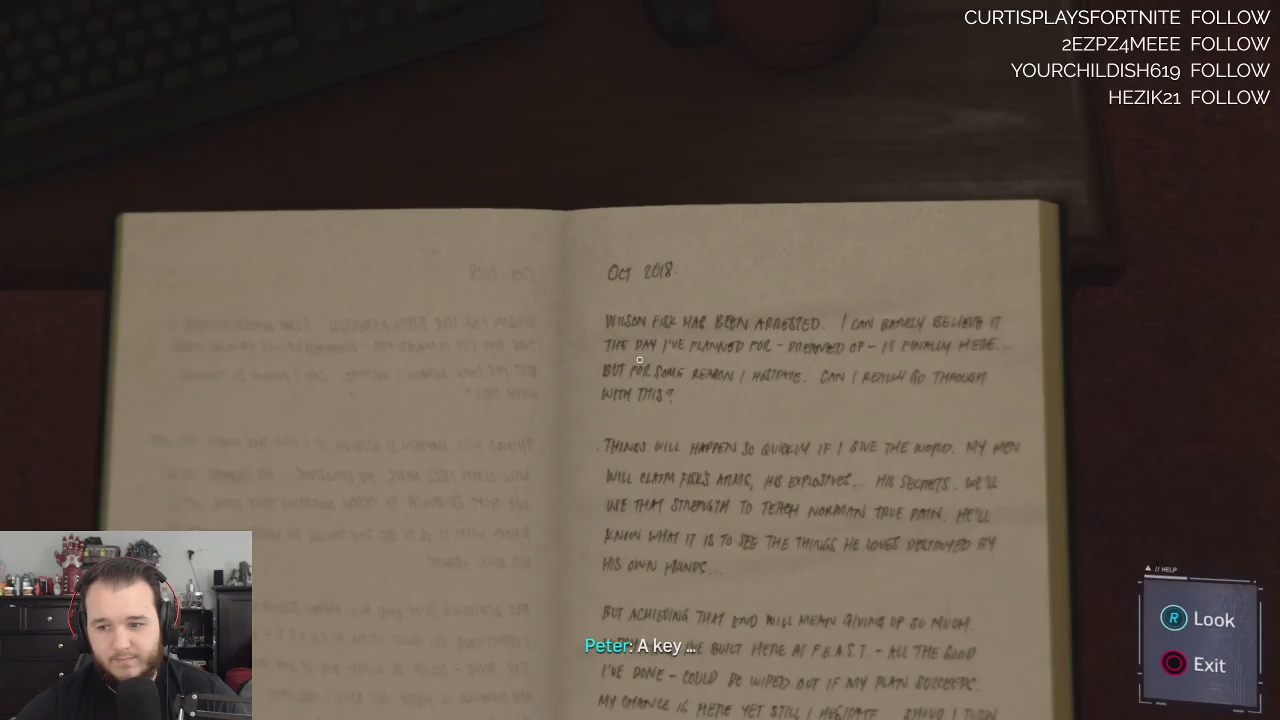 CURTISPLAYSFORTNITE FOLLOW
2EZPZ4MEEE FOLLOW
YOURCHILDISH619 FOLLOW
HEZIK21 FOLLOW
OCT 2018
WILSON FISK HAS BEEN ARRESTED. I CAN BARELY BELIEVE IT
THE DAY I'VE PLANNED FOR - DREAMED OF - IS FINALLY HERE...
BUT FOR SOME REASON I HESITATE. CAN I REALLY GO THROUGH
WITH THIS?
THINGS WILL HAPPEN SO QUICKLY IF I GIVE THE WORD. MY MEN
WILL CLAIM FISK'S ARMS, HIS EXPLOSIVES... HIS SECRETS. WE'LL
USE THAT STRENGTH TO TEACH NORMAN TRUE PAIN. HE'LL
KNOW WHAT IT IS TO SEE THE THINGS HE LOVES DESTROYED BY
HIS OWN HANDS...
BUT ACHIEVING THAT END WILL MEAN GIVING UP SO MUCH.
BUILT HERE AT F.E.A.S.T. - ALL THE GOOD
I'VE DONE - COULD BE WIPED OUT IF MY PLAN SUCCEEDS.
MY CHANCE IS HERE YET STILL I HESITATE. SHOULD I TURN
Peter: A key ...
// HELP
R Look
Exit